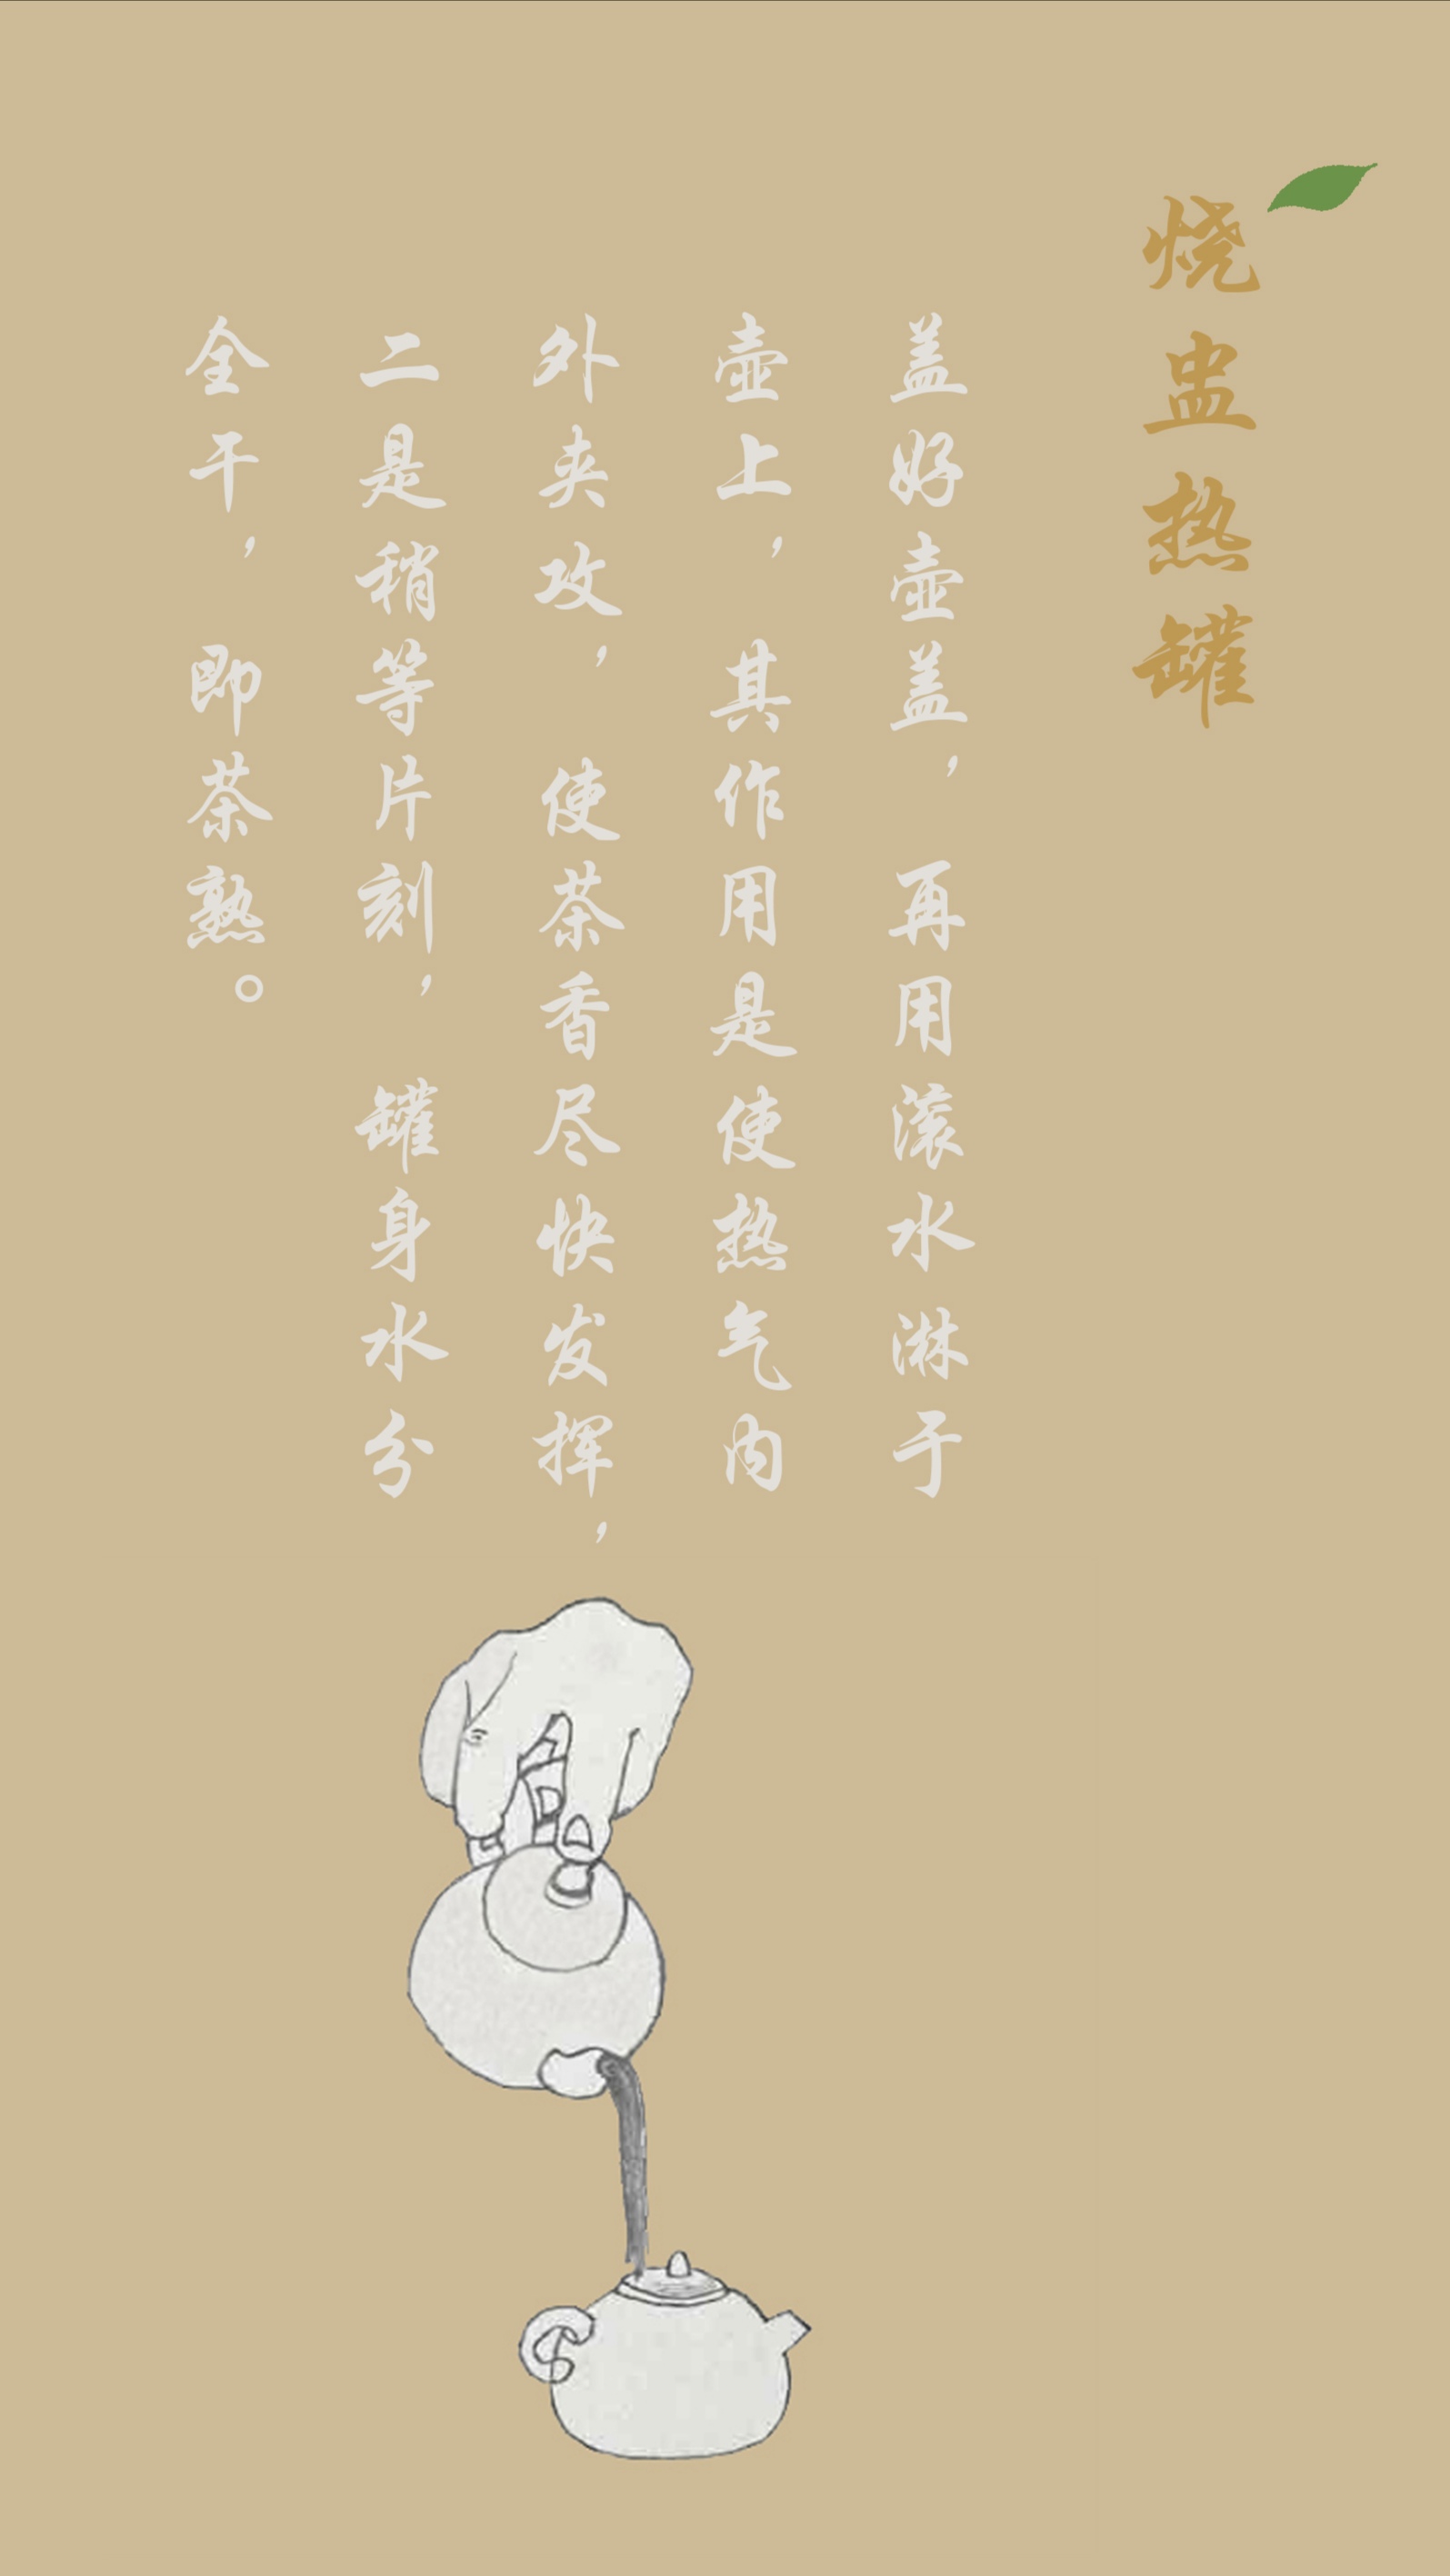 烧盅热罐
盖好壶盖，再用滚水淋于
壶上，其作用是使热气内
外夹攻，使茶香尽快发挥，
二是稍等片刻，罐身水分
全干，即茶熟。